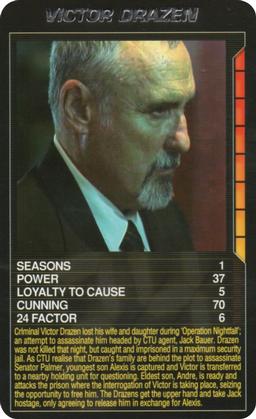 VICTOR DRAZEN
SEASONS 1
POWER 37
LOYALTY TO CAUSE 5
CUNNING 70
24 FACTOR 6
Criminal Victor Drazen lost his wife and daughter during 'Operation Nightfall';
an attempt to assassinate him headed by CTU agent, Jack Bauer. Drazen
was not killed that night, but caught and imprisoned in a maximum security
jail. As CTU realise that Drazen's family are behind the plot to assassinate
Senator Palmer, youngest son Alexis is captured and Victor is transferred
to a nearby holding unit for questioning. Eldest son, Andre, is ready and
attacks the prison where the interrogation of Victor is taking place, seizing
the opportunity to free him. The Drazens get the upper hand and take Jack
hostage, only agreeing to release him in exchange for Alexis.